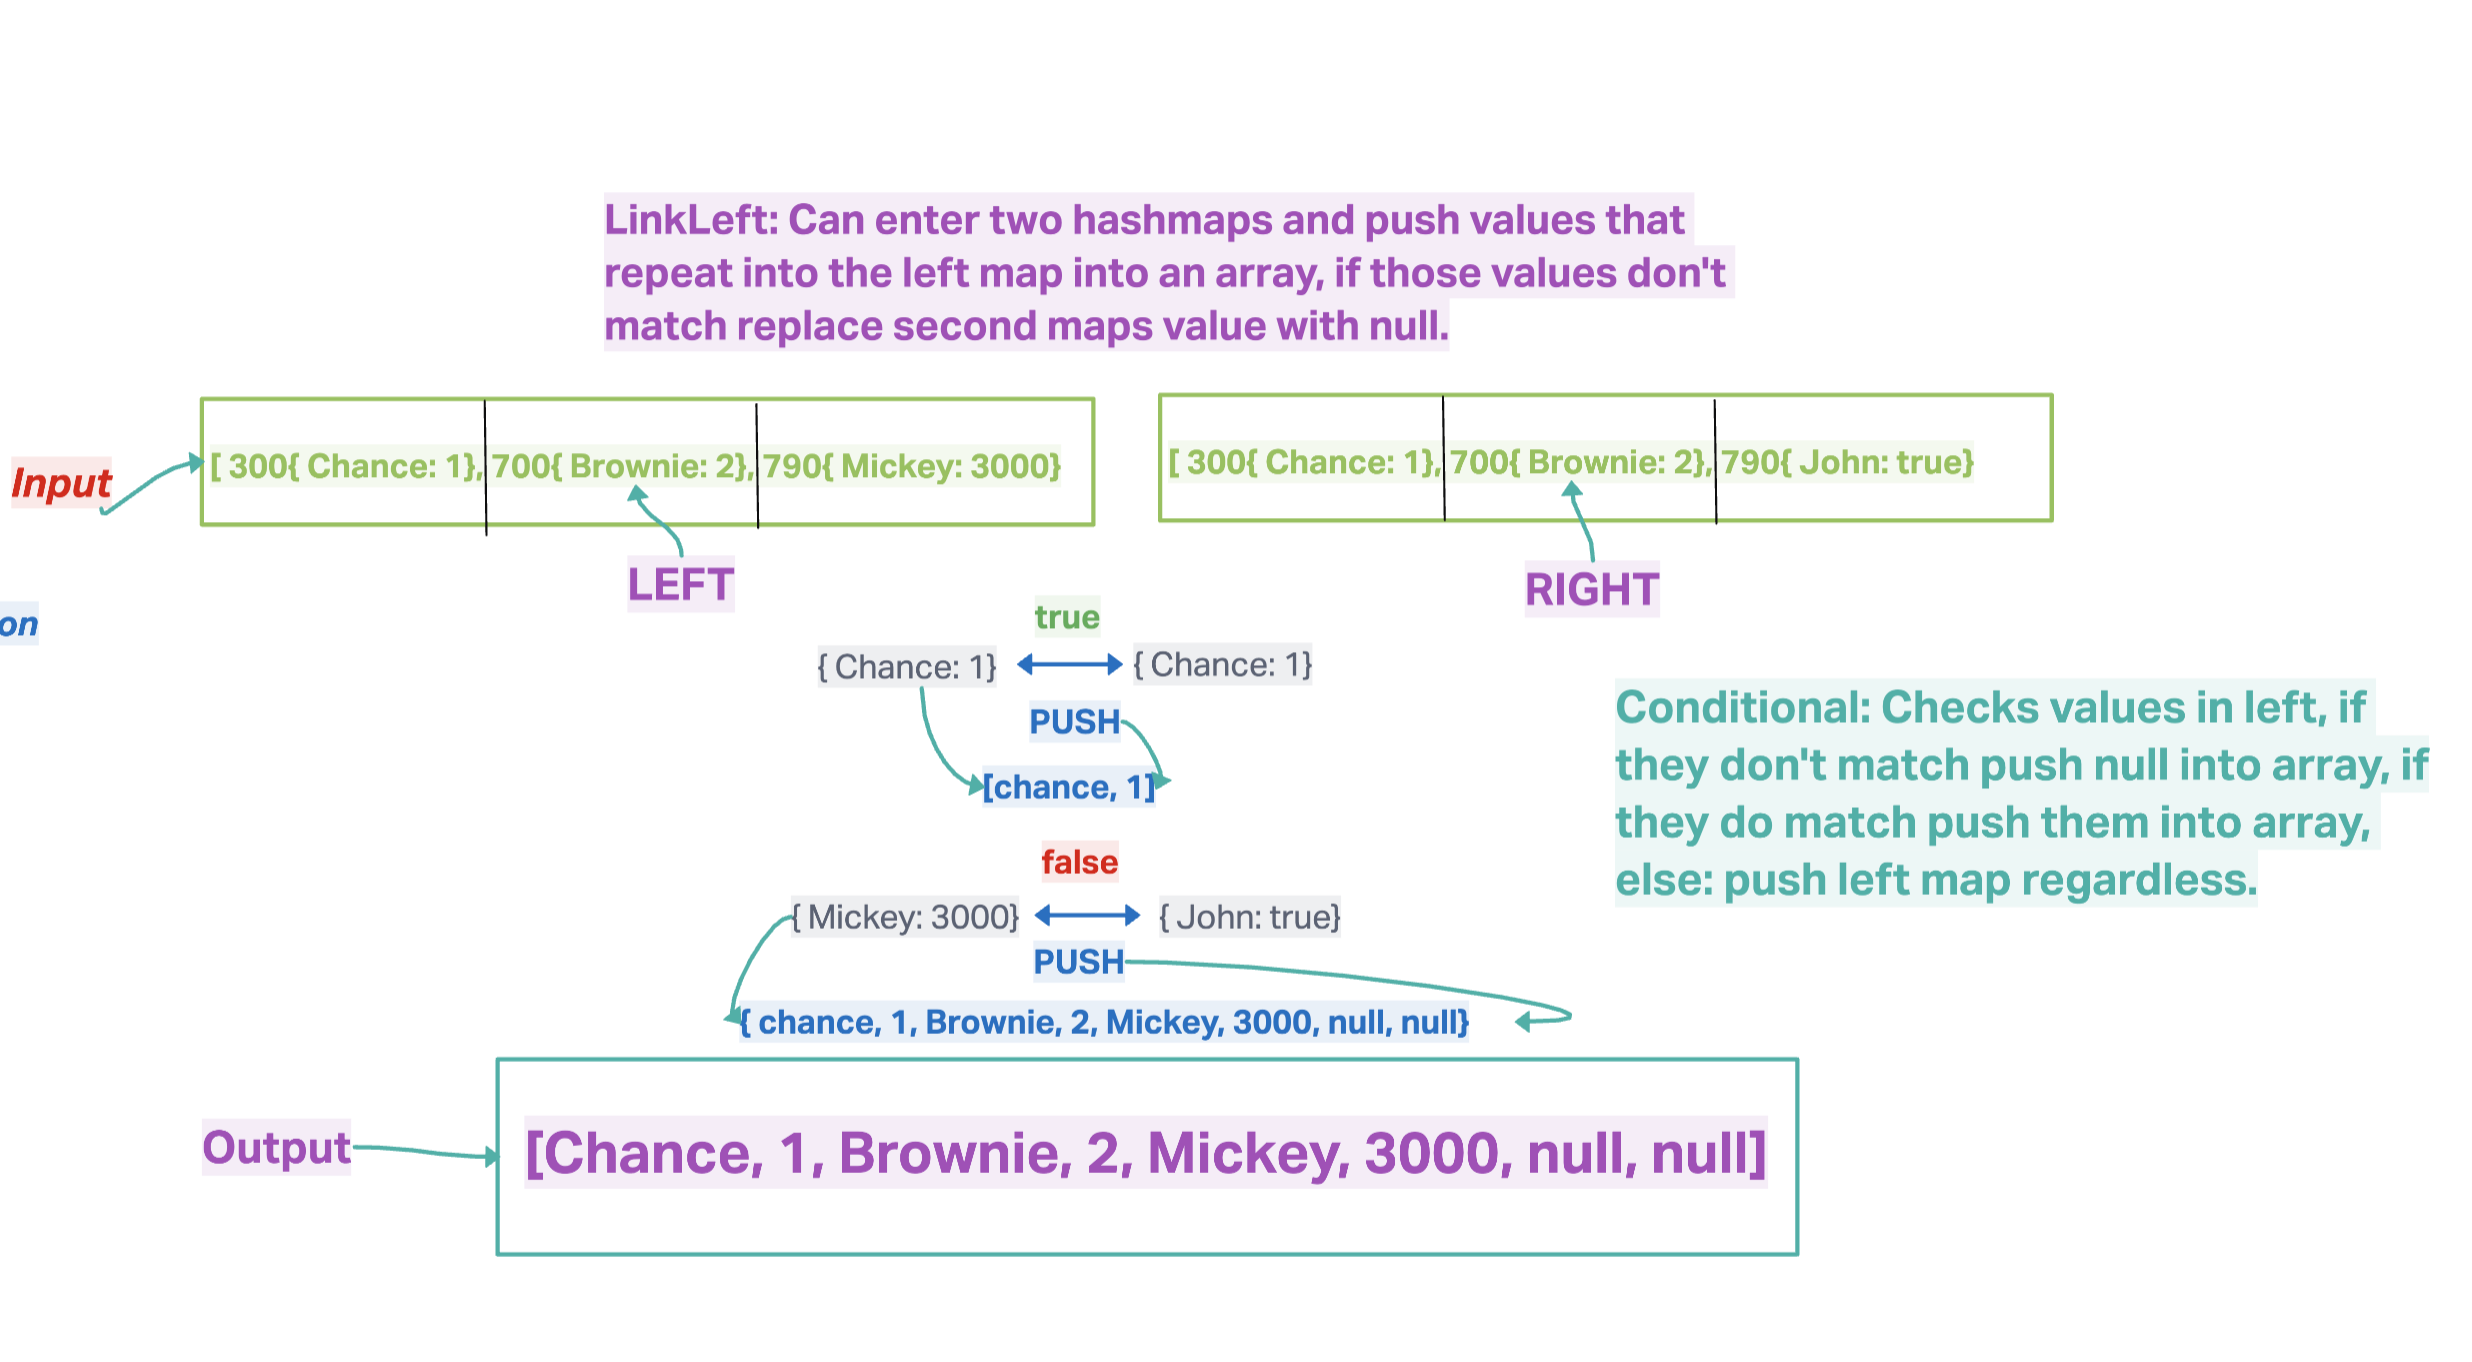 LinkLeft: Can enter two hashmaps and push values that
repeat into the left map into an array, if those values don't
match replace second maps value with null.
Input
[ 300{ Chance: 1}, 700{ Brownie: 2}, 790{ Mickey: 3000}
[ 300{ Chance: 1}, 700{ Brownie: 2}, 790{ John: true}
LEFT
RIGHT
on
true
{ Chance: 1}
{ Chance: 1}
PUSH
[chance, 1]
Conditional: Checks values in left, if
they don't match push null into array, if
they do match push them into array,
else: push left map regardless.
false
{ Mickey: 3000}
{ John: true}
PUSH
{ chance, 1, Brownie, 2, Mickey, 3000, null, null}
Output
[Chance, 1, Brownie, 2, Mickey, 3000, null, null]